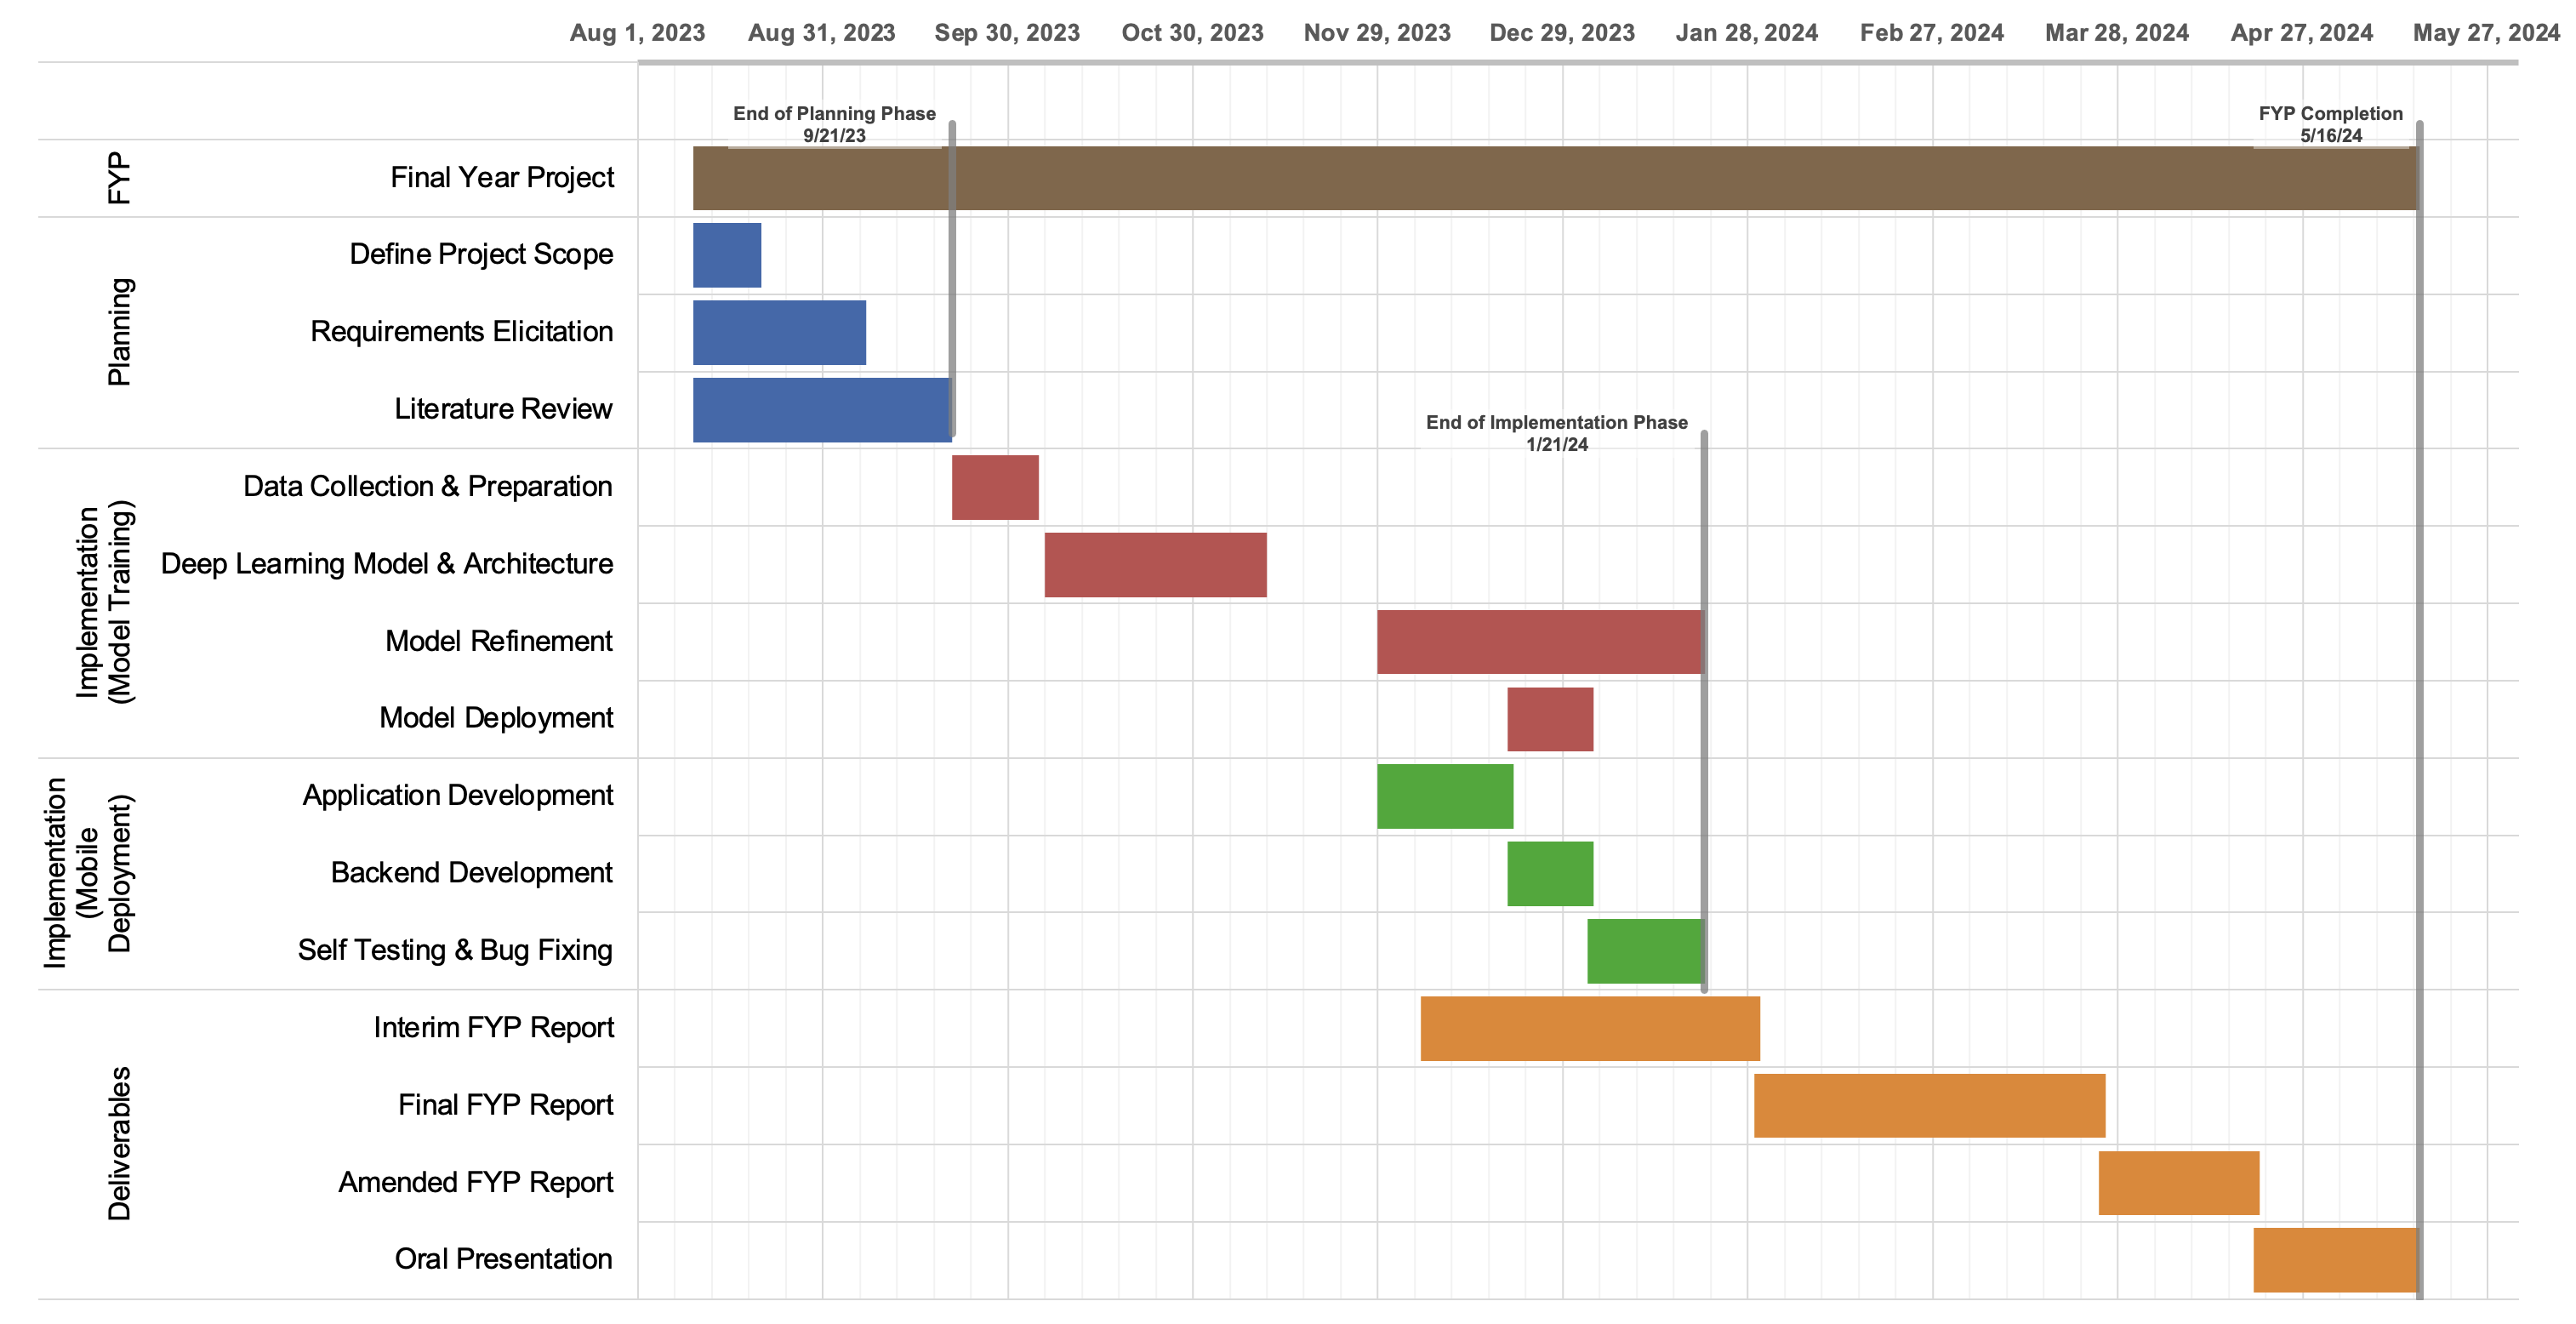 Aug 1, 2023 Aug 31, 2023 Sep 30, 2023 Oct 30, 2023 Nov 29, 2023 Dec 29, 2023 Jan 28, 2024 Feb 27, 2024 Mar 28, 2024 Apr 27, 2024 May 27, 2024
End of Planning Phase
9/21/23
FYP Completion
5/16/24
FYP
Final Year Project
Planning
Define Project Scope
Requirements Elicitation
Literature Review
End of Implementation Phase
1/21/24
Implementation
(Model Training)
Data Collection & Preparation
Deep Learning Model & Architecture
Model Refinement
Model Deployment
Implementation
(Mobile
Deployment)
Application Development
Backend Development
Self Testing & Bug Fixing
Deliverables
Interim FYP Report
Final FYP Report
Amended FYP Report
Oral Presentation